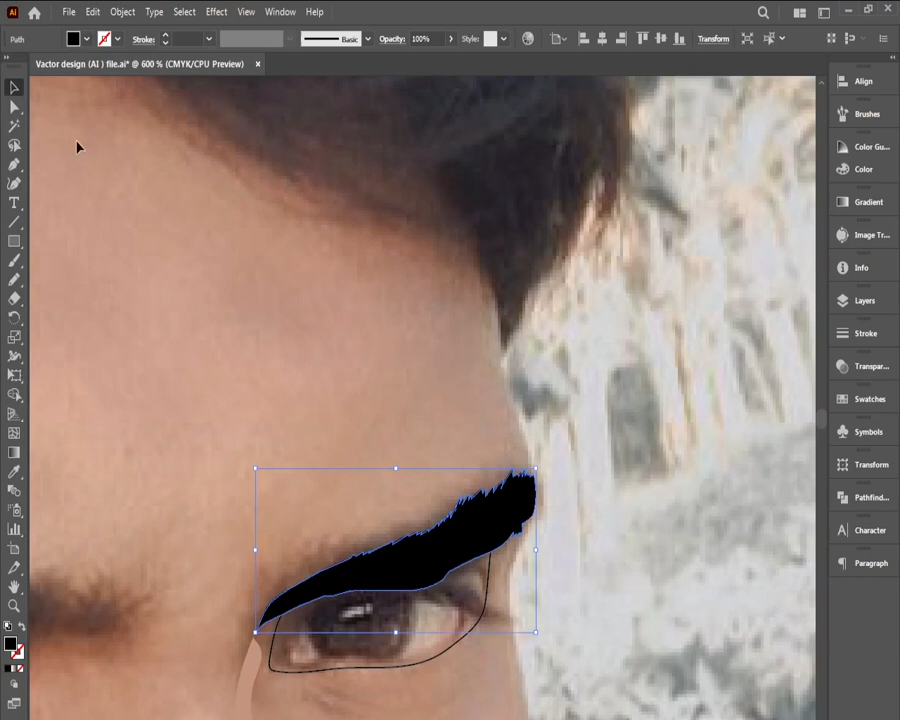 Ai File Edit Object Type Select Effect View Window Help
Path Stroke: Basic Opacity: 100% Style: Transform
Vactor design (AI ) file.ai* @ 600 % (CMYK/CPU Preview) ×
T
Align
Brushes
Color Gu...
Color
Gradient
Image Tr...
Info
Layers
Stroke
Transpar...
Swatches
Symbols
Transform
Pathfind...
Character
Paragraph